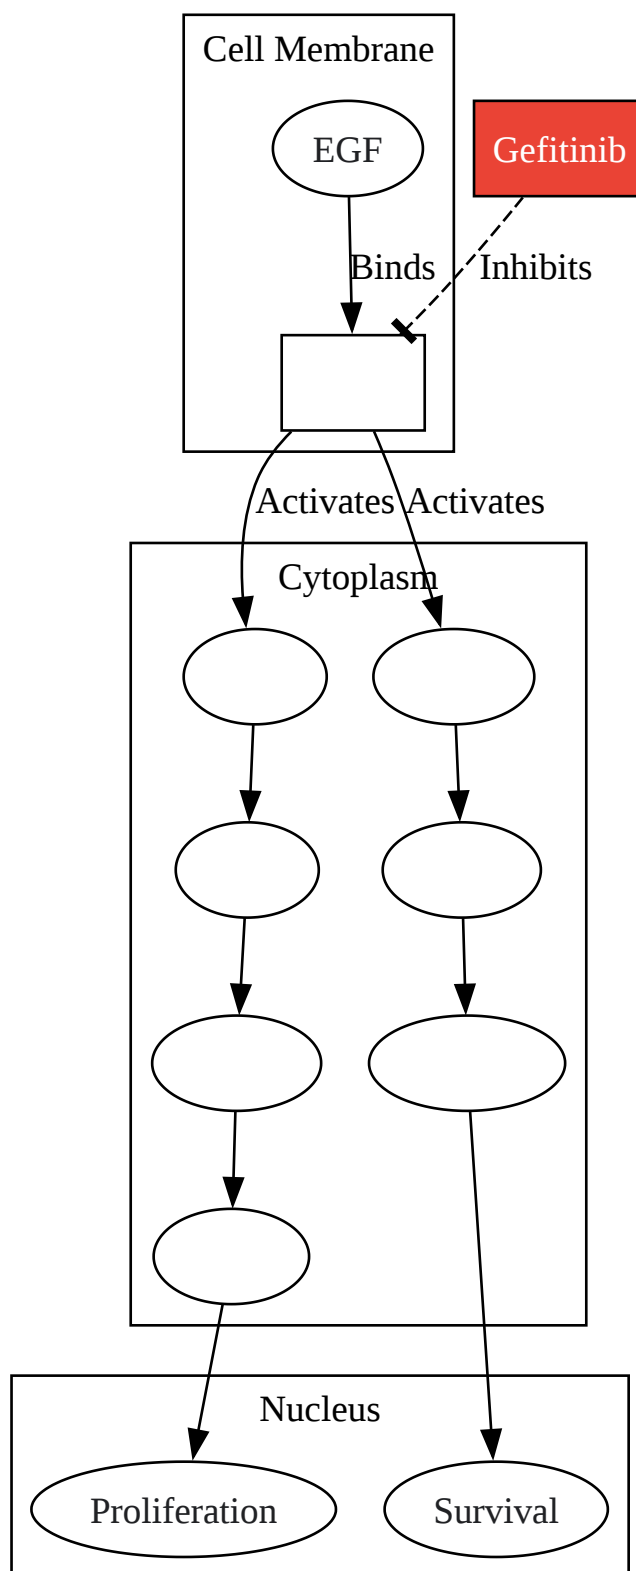 Cell Membrane
EGF
Gefitinib
Binds
Inhibits
Activates
Activates
Cytoplasm
Nucleus
Proliferation
Survival